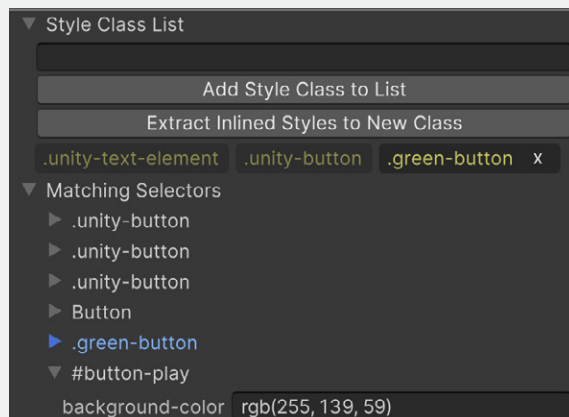 Style Class List
Add Style Class to List
Extract Inlined Styles to New Class
.unity-text-element .unity-button .green-button x
Matching Selectors
.unity-button
.unity-button
.unity-button
Button
.green-button
#button-play
background-color rgb(255, 139, 59)